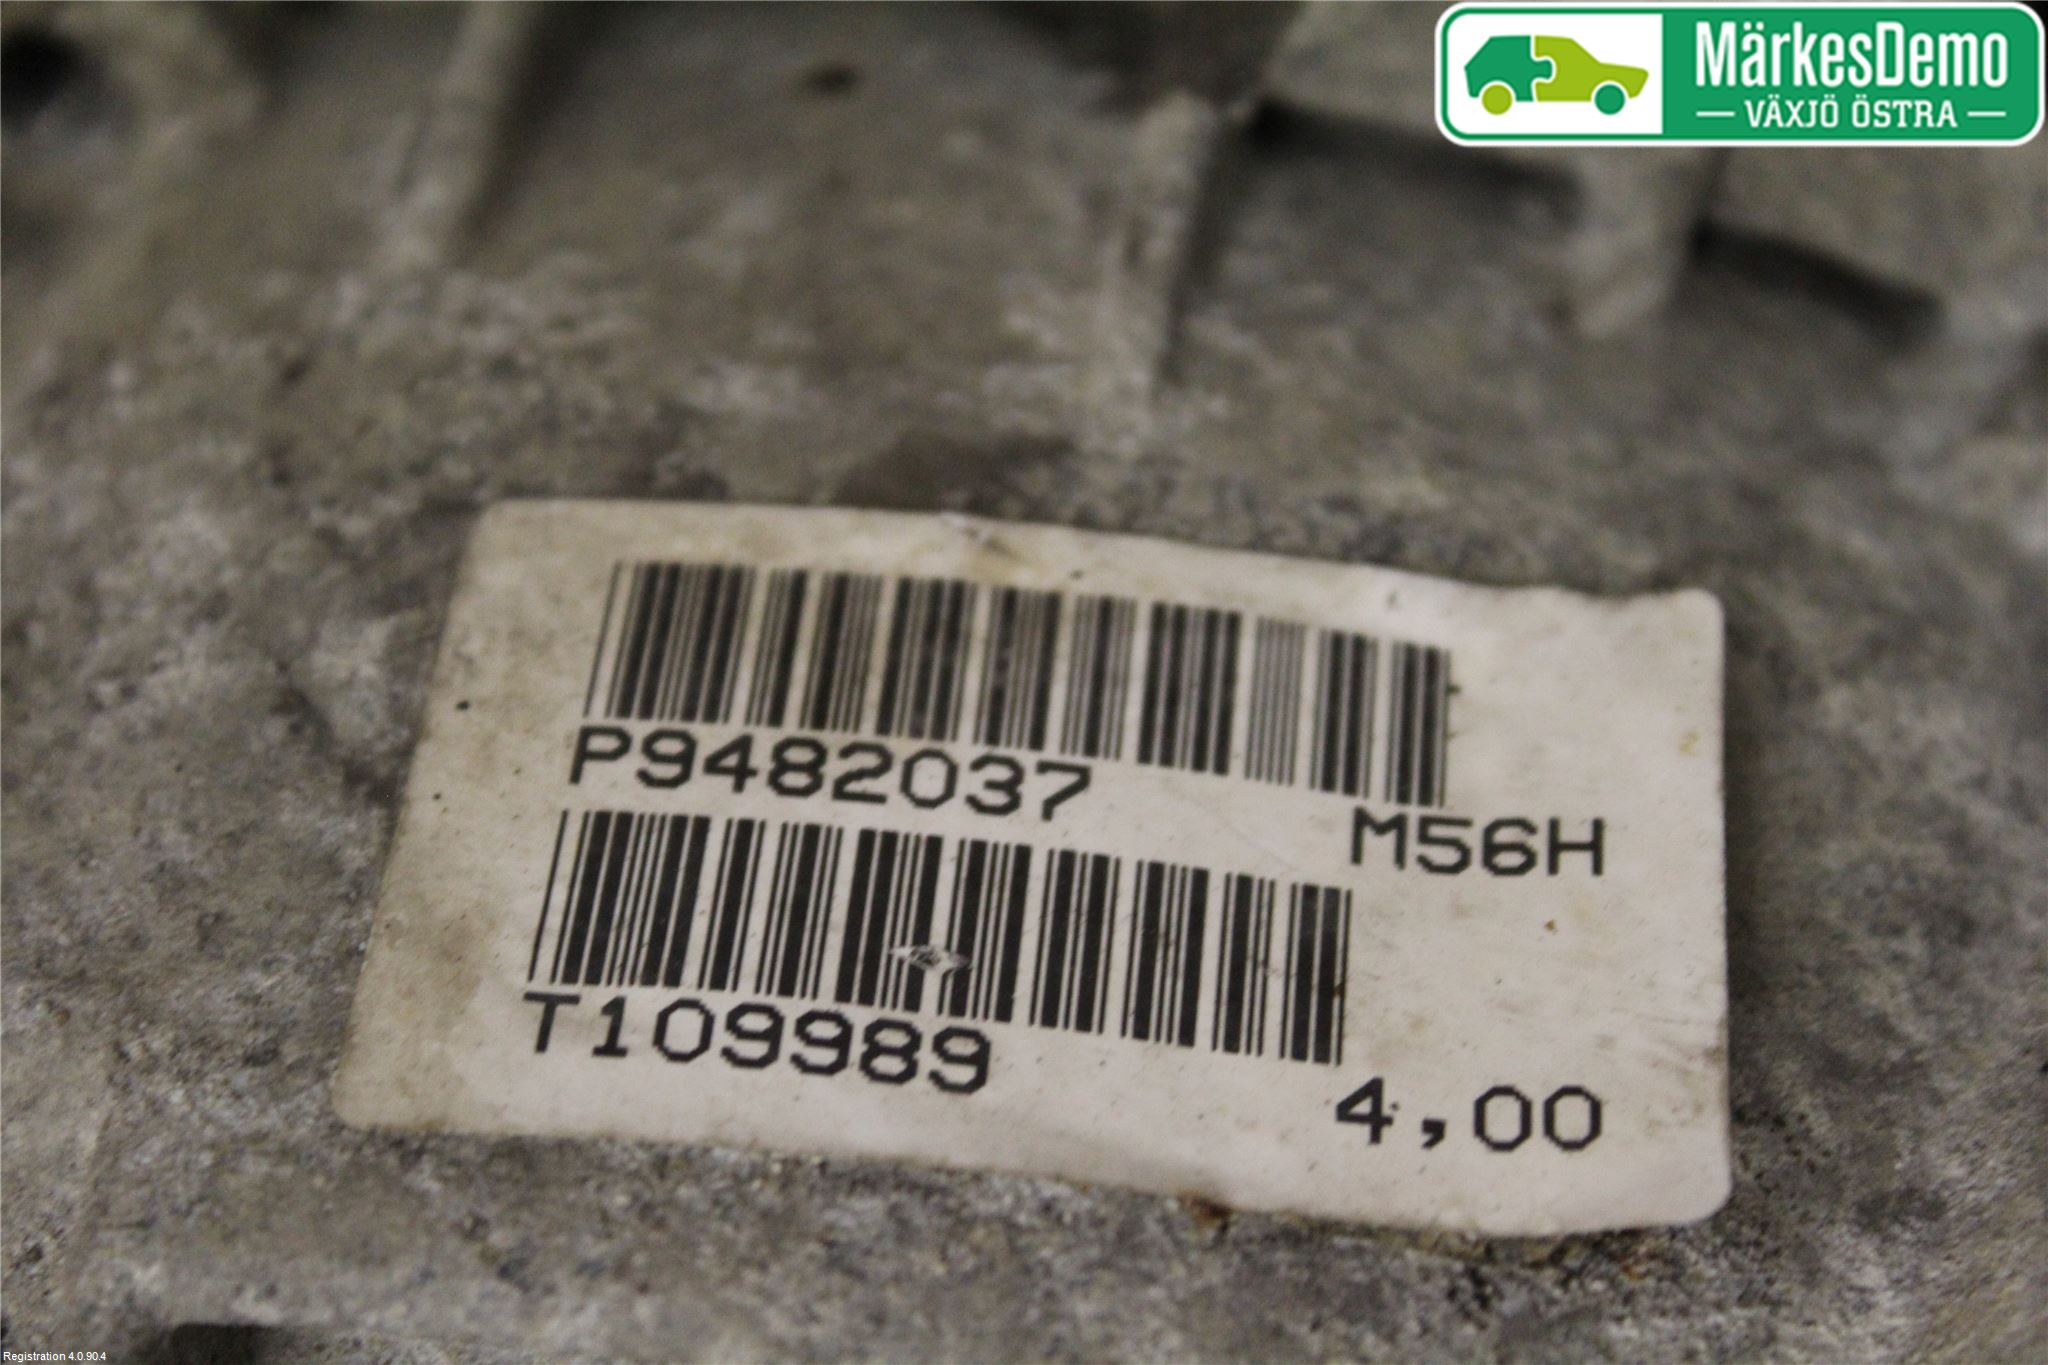 MärkesDemo
VÄXJÖ ÖSTRA
P9482037
M56H
T109989
4,00
Registration 4.0.90.4